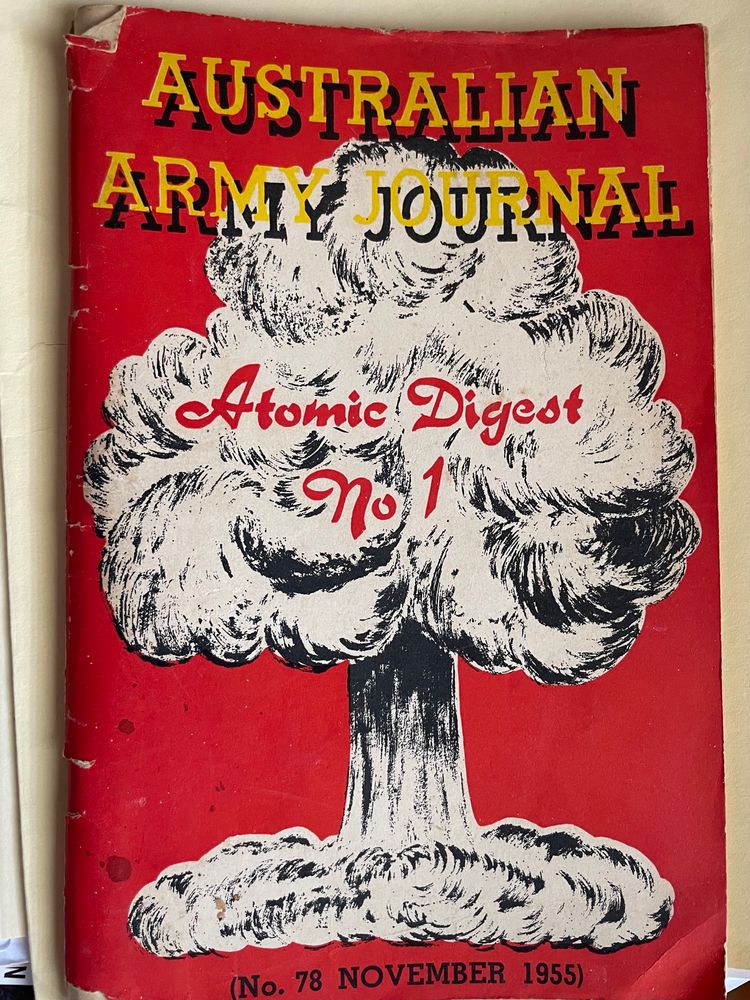 AUSTRALIAN
ARMY JOURNAL
Atomic Digest
No 1
(No. 78 NOVEMBER 1955)
N